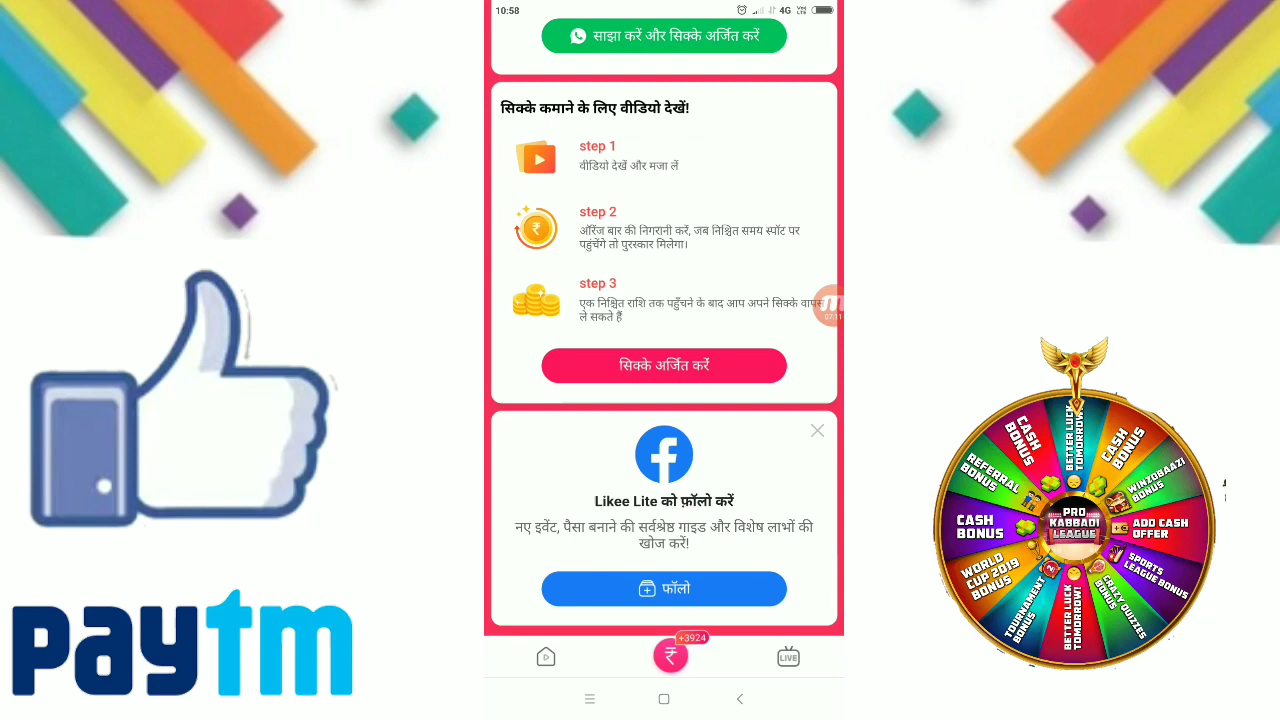 10:58
4G
VoI
LTE
साझा करें और सिक्के अर्जित करें
सिक्के कमाने के लिए वीडियो देखें!
step 1
वीडियो देखें और मजा लें
step 2
ऑरेंज बार की निगरानी करें, जब निश्चित समय स्पॉट पर
पहुंचेंगे तो पुरस्कार मिलेगा।
step 3
एक निश्चित राशि तक पहुँचने के बाद आप अपने सिक्के वापस
ले सकते हैं
07:11
सिक्के अर्जित करें
Likee Lite को फ़ॉलो करें
नए इवेंट, पैसा बनाने की सर्वश्रेष्ठ गाइड और विशेष लाभों की
खोज करें!
फॉलो
+3924
LIVE
paytm
BETTER LUCK
TOMORROW!
CASH
BONUS
WINZOBAAZI
BONUS
ADD CASH
OFFER
SPORTS
LEAGUE BONUS
CRAZY QUIZZES
BONUS
BETTER LUCK
TOMORROW!
TOURNAMENT
BONUS
WORLD
CUP 2019
BONUS
CASH
BONUS
REFERRAL
BONUS
CASH
BONUS
PRO
KABBADI
LEAGUE